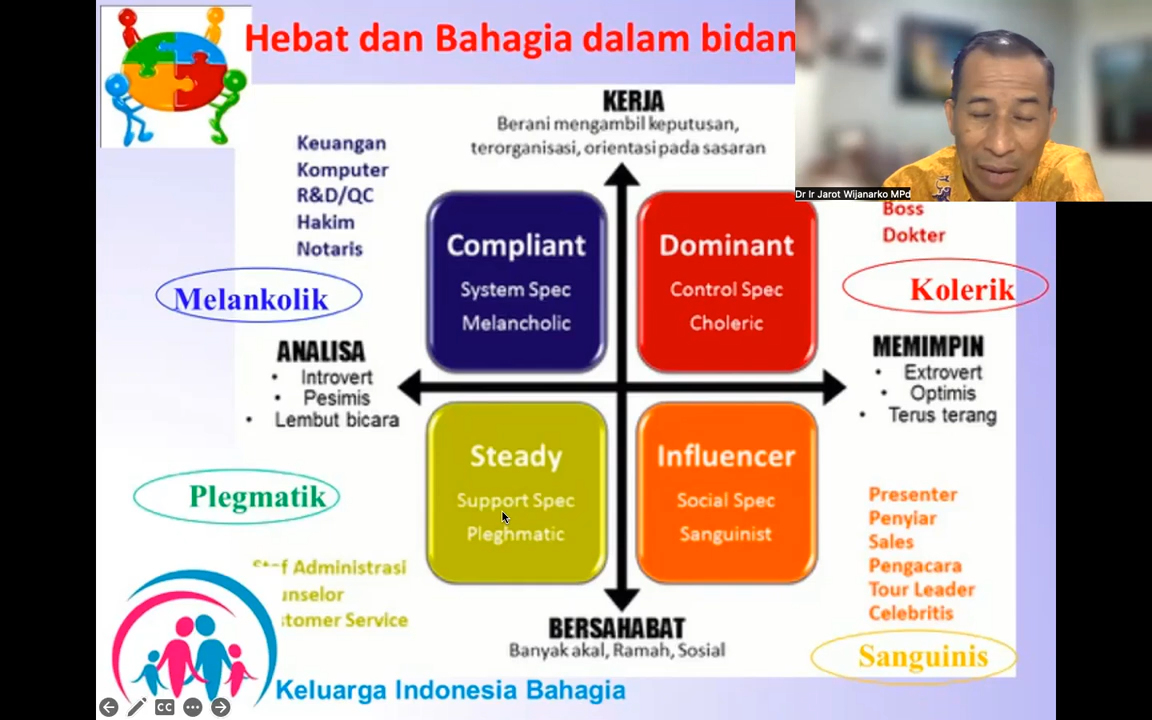 Hebat dan Bahagia dalam bidan
Dr Ir Jarot Wijanarko MPd
KERJA
Berani mengambil keputusan,
terorganisasi, orientasi pada sasaran
Keuangan
Komputer
R&D/QC
Hakim
Notaris
Melankolik
Compliant
System Spec
Melancholic
Dominant
Control Spec
Choleric
Boss
Dokter
Kolerik
ANALISA
• Introvert
• Pesimis
• Lembut bicara
MEMIMPIN
• Extrovert
• Optimis
• Terus terang
Plegmatik
Steady
Support Spec
Pleghmatic
Influencer
Social Spec
Sanguinist
Presenter
Penyiar
Sales
Pengacara
Tour Leader
Celebritis
Sanguinis
Administrasi
BERSAHABAT
Banyak akal, Ramah, Sosial
Service
Keluarga Indonesia Bahagia
CC